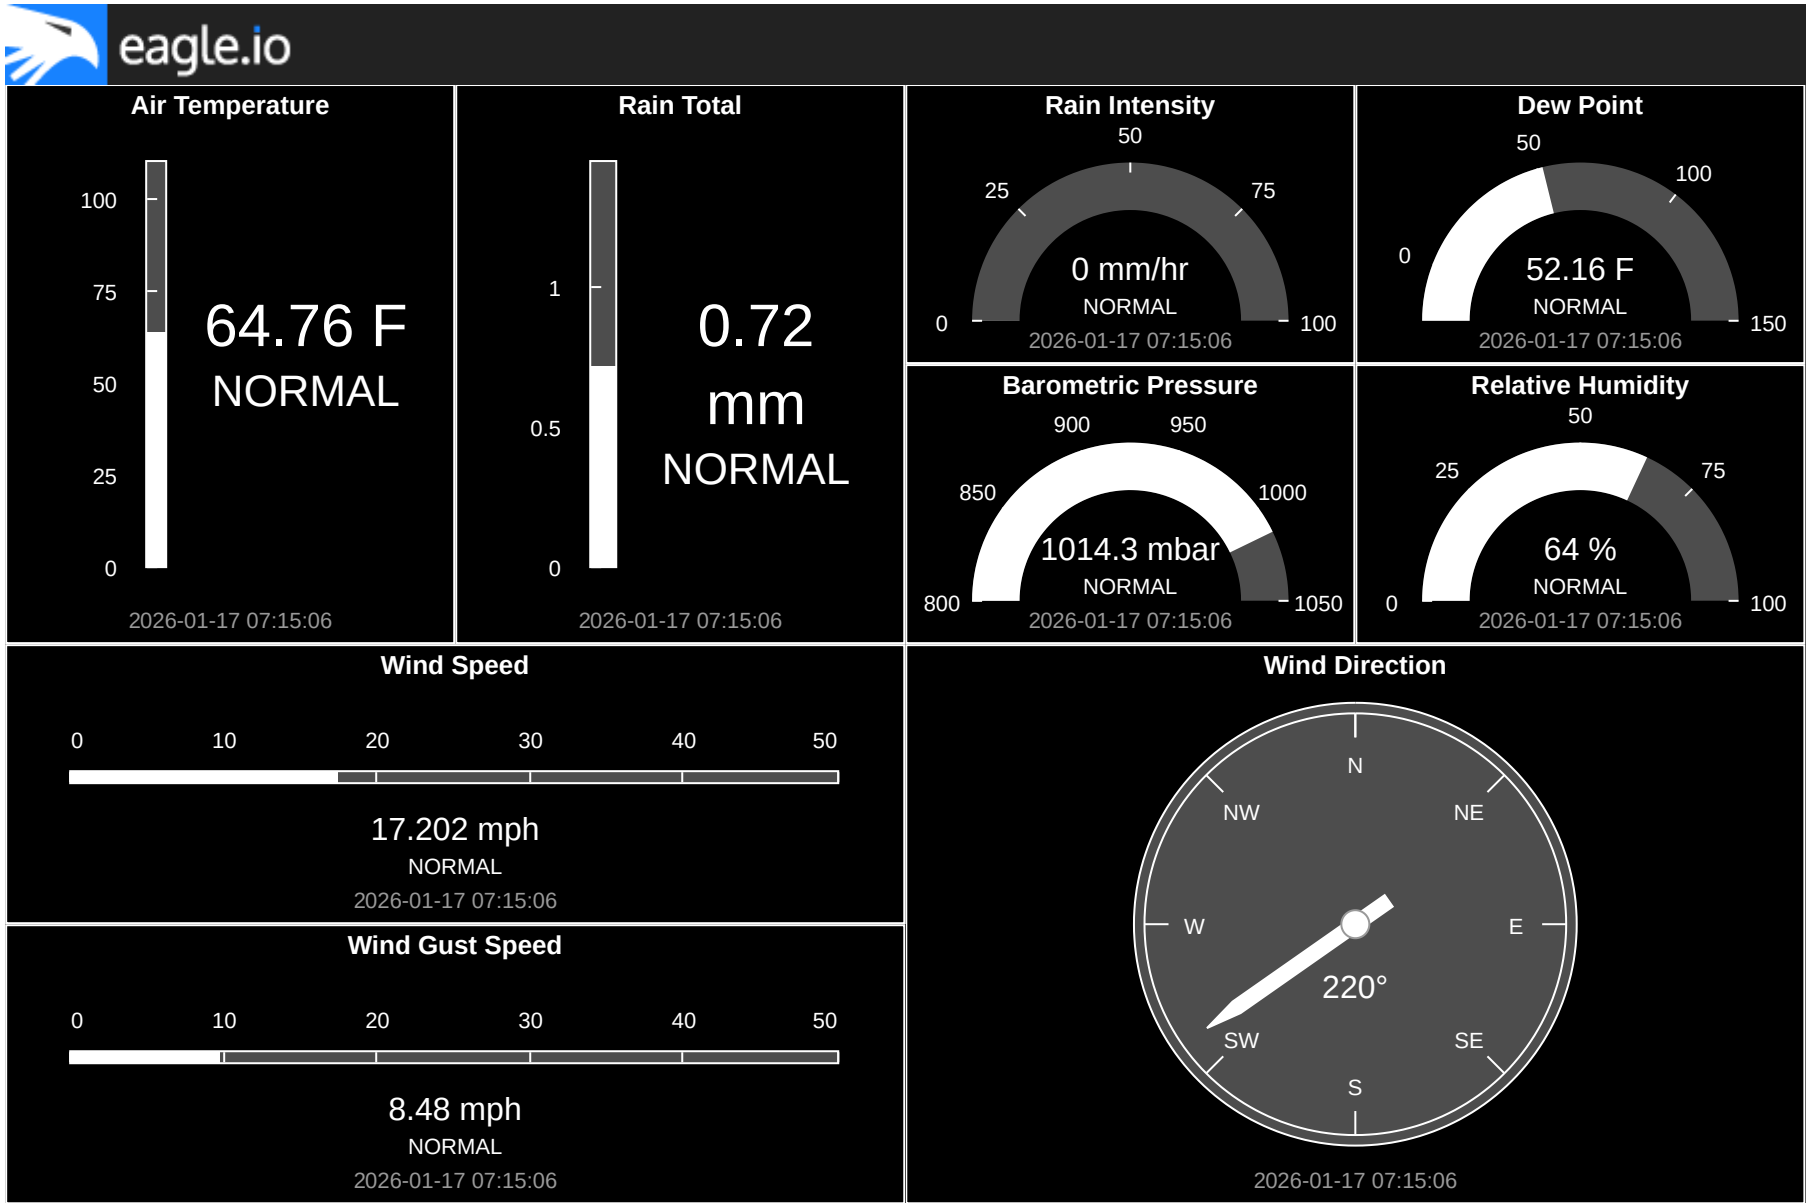 eagle.io
Air Temperature
100
75
50
25
0
64.76 F
NORMAL
2026-01-17 07:15:06
Rain Total
1
0.5
0
0.72
mm
NORMAL
2026-01-17 07:15:06
Rain Intensity
0
25
50
75
100
0 mm/hr
NORMAL
2026-01-17 07:15:06
Dew Point
0
50
100
150
52.16 F
NORMAL
2026-01-17 07:15:06
Barometric Pressure
800
850
900
950
1000
1050
1014.3 mbar
NORMAL
2026-01-17 07:15:06
Relative Humidity
0
25
50
75
100
64 %
NORMAL
2026-01-17 07:15:06
Wind Speed
0 10 20 30 40 50
17.202 mph
NORMAL
2026-01-17 07:15:06
Wind Gust Speed
0 10 20 30 40 50
8.48 mph
NORMAL
2026-01-17 07:15:06
Wind Direction
N
NW NE
W E
220°
SW SE
S
2026-01-17 07:15:06